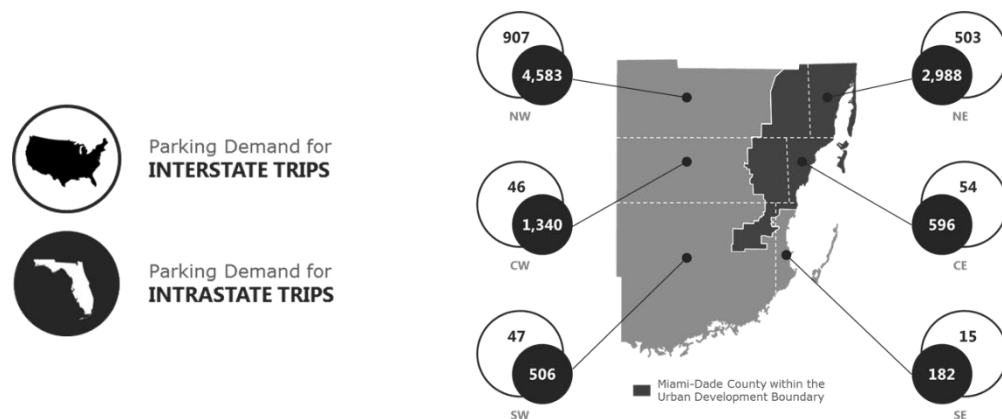 Parking Demand for
INTERSTATE TRIPS
Parking Demand for
INTRASTATE TRIPS
907
4,583
NW
503
2,988
NE
46
1,340
CW
54
596
CE
47
506
SW
15
182
SE
Miami-Dade County within the
Urban Development Boundary